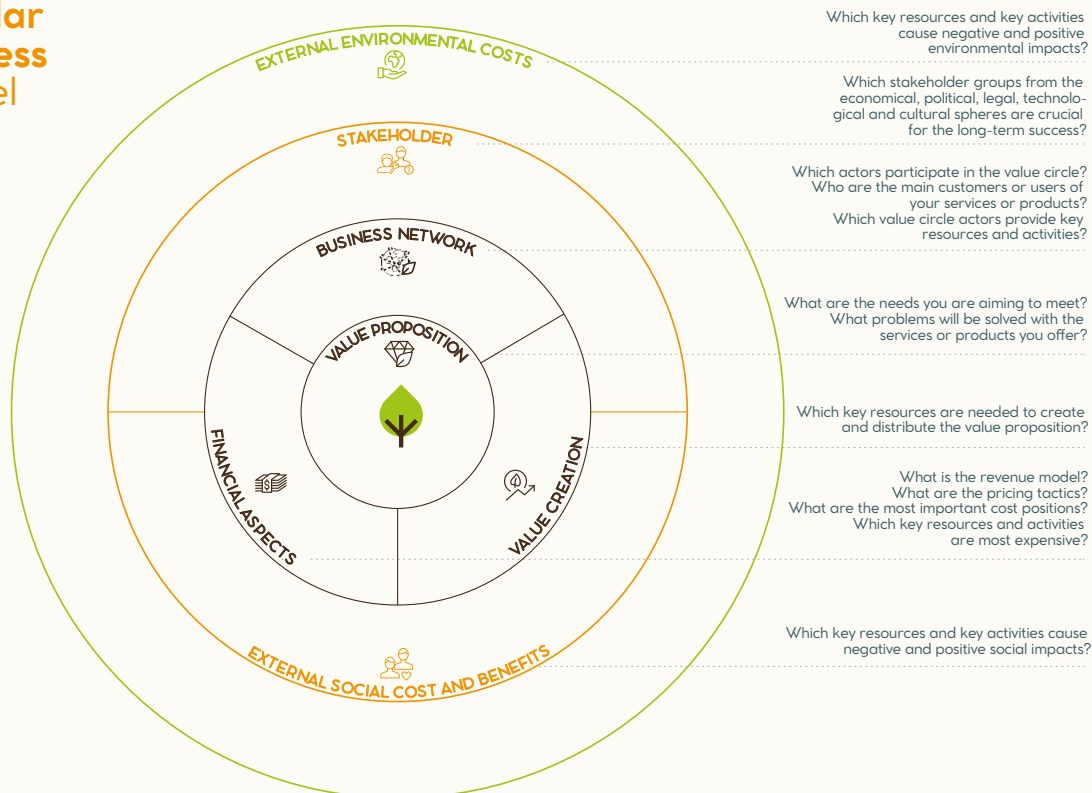 lar
ess
el
EXTERNAL ENVIRONMENTAL COSTS
STAKEHOLDER
BUSINESS NETWORK
VALUE PROPOSITION
FINANCIAL ASPECTS
VALUE CREATION
EXTERNAL SOCIAL COST AND BENEFITS
Which key resources and key activities
cause negative and positive
environmental impacts?
Which stakeholder groups from the
economical, political, legal, technolo-
gical and cultural spheres are crucial
for the long-term success?
Which actors participate in the value circle?
Who are the main customers or users of
your services or products?
Which value circle actors provide key
resources and activities?
What are the needs you are aiming to meet?
What problems will be solved with the
services or products you offer?
Which key resources are needed to create
and distribute the value proposition?
What is the revenue model?
What are the pricing tactics?
What are the most important cost positions?
Which key resources and activities
are most expensive?
Which key resources and key activities cause
negative and positive social impacts?